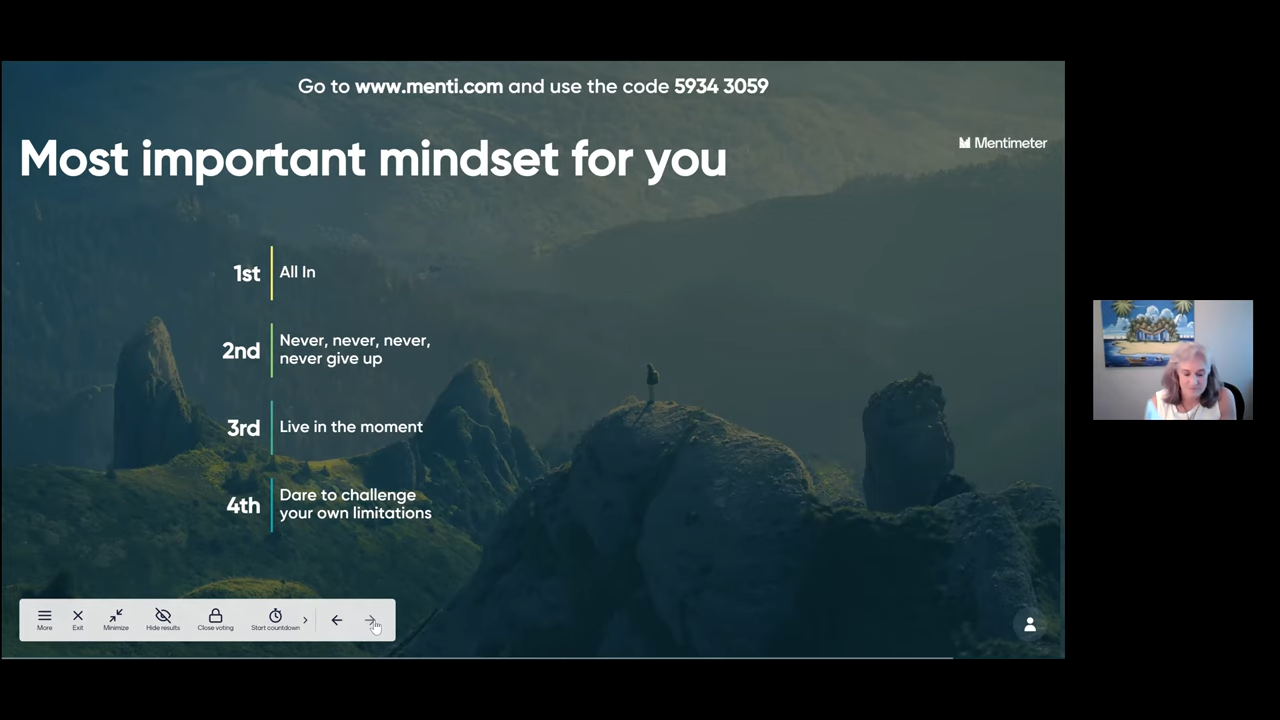 Go to www.menti.com and use the code 5934 3059
Most important mindset for you
Mentimeter
1st
All In
2nd
Never, never, never,
never give up
3rd
Live in the moment
4th
Dare to challenge
your own limitations
More
Exit
Minimize
Hide results
Close voting
Start countdown